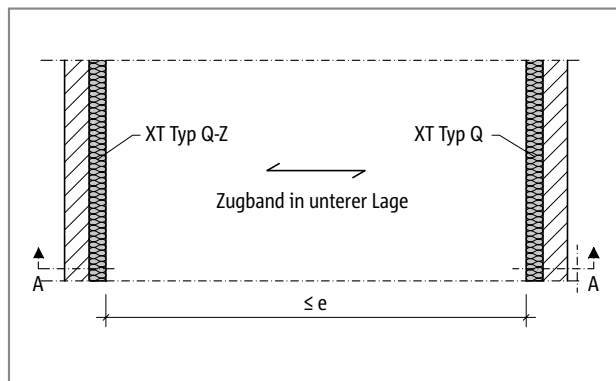 XT Typ Q-Z
XT Typ Q
Zugband in unterer Lage
A
A
≤ e